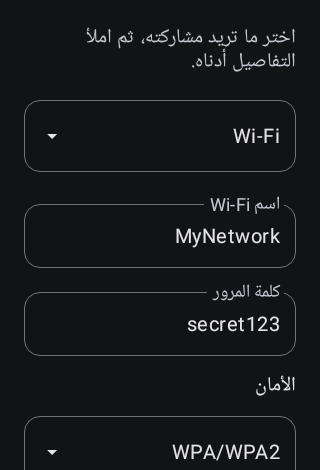 اختر ما تريد مشاركته، ثم املأ
التفاصيل أدناه.
Wi-Fi
اسم Wi-Fi
MyNetwork
كلمة المرور
secret123
الأمان
WPA/WPA2